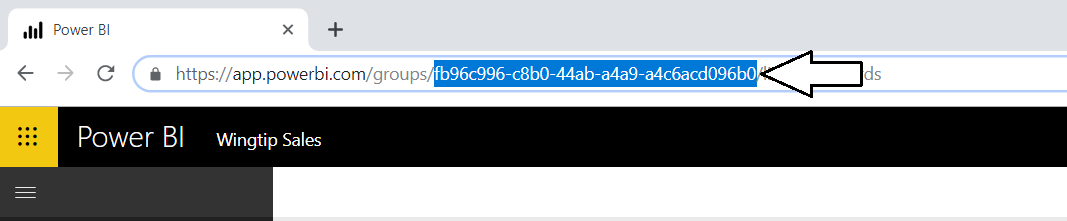 Power BI
https://app.powerbi.com/groups/fb96c996-c8b0-44ab-a4a9-a4c6acd096b0/ ds
Power BI Wingtip Sales